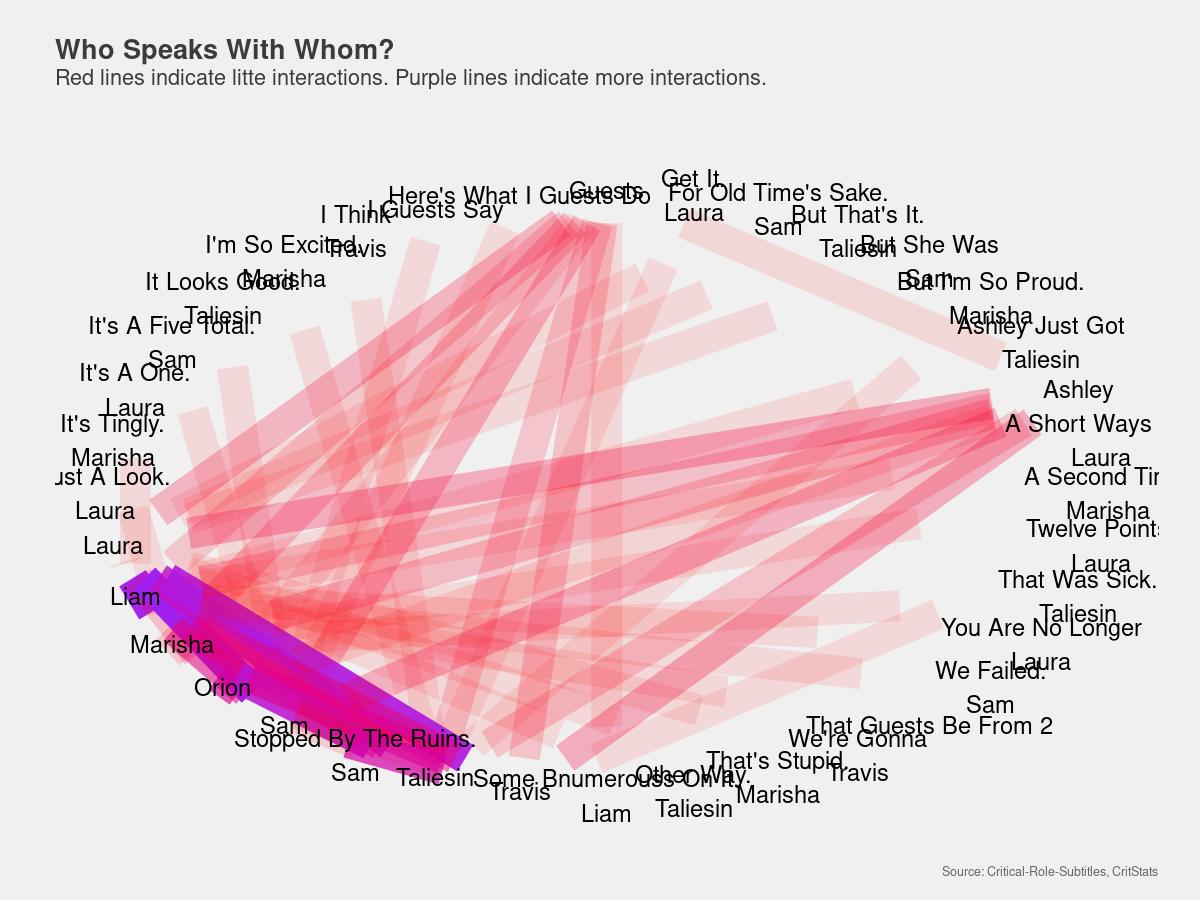 Who Speaks With Whom?
Red lines indicate litte interactions. Purple lines indicate more interactions.
Get It.
Laura
Guests
Here's What I Guests Do
For Old Time's Sake.
Sam
I Guests Say
I Think
Travis
But That's It.
Taliesin
I'm So Excited.
Marisha
But She Was
Sam
It Looks Good.
Taliesin
But I'm So Proud.
Marisha
It's A Five Total.
Sam
Ashley Just Got
Taliesin
It's A One.
Laura
Ashley
It's Tingly.
Marisha
A Short Ways
Laura
ust A Look.
Laura
A Second Tir
Marisha
Twelve Points
Laura
Laura
That Was Sick.
Taliesin
Liam
You Are No Longer
Laura
Marisha
We Failed.
Sam
Orion
Sam
That Guests Be From 2
Stopped By The Ruins.
Sam
We're Gonna
Travis
That's Stupid.
Marisha
Taliesin
Some Bnumerouss On It.
Liam
Other Way.
Taliesin
Travis
Source: Critical-Role-Subtitles, CritStats